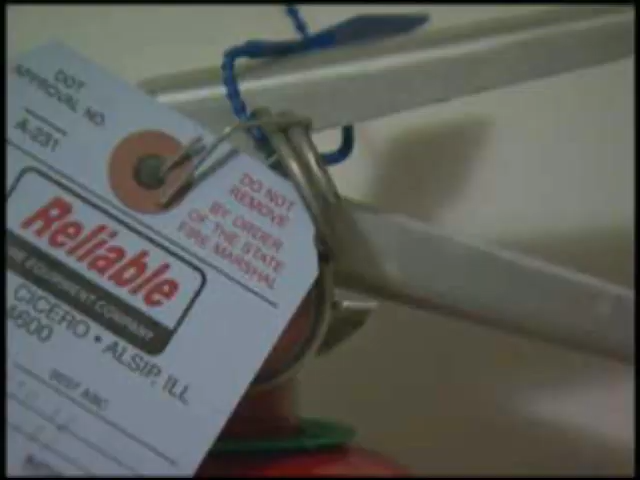 DOT
APPROVAL NO.
A-231
DO NOT
REMOVE
BY ORDER
OF THE STATE
FIRE MARSHAL
Reliable
EQUIPMENT COMPANY
CICERO • ALSIP, ILL